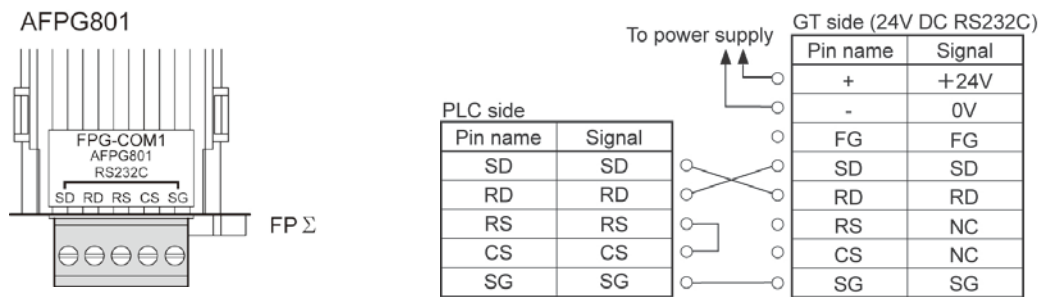 AFPG801
FPG-COM1
AFPG801
RS232C
SD RD RS CS SG
FPΣ
To power supply
PLC side
Pin name Signal
SD SD
RD RD
RS RS
CS CS
SG SG
GT side (24V DC RS232C)
Pin name Signal
+ +24V
- 0V
FG FG
SD SD
RD RD
RS NC
CS NC
SG SG